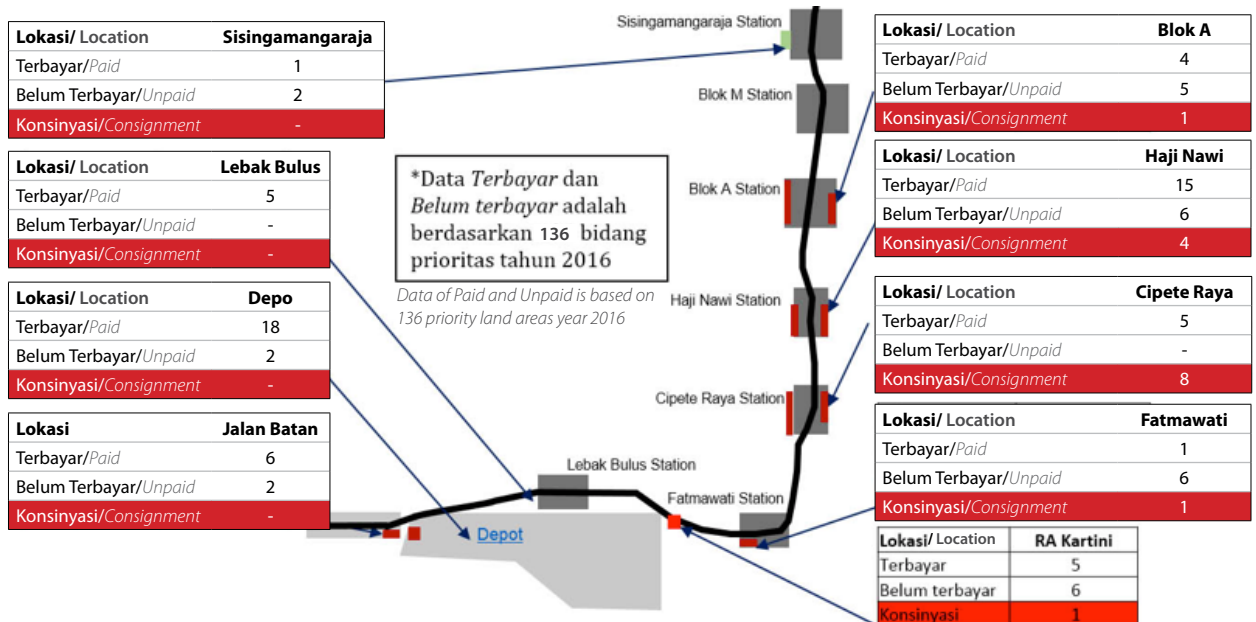 Lokasi/ Location Sisingamangaraja
Terbayar/Paid 1
Belum Terbayar/Unpaid 2
Konsinyasi/Consignment -
Lokasi/ Location Lebak Bulus
Terbayar/Paid 5
Belum Terbayar/Unpaid -
Konsinyasi/Consignment -
Lokasi/ Location Depo
Terbayar/Paid 18
Belum Terbayar/Unpaid 2
Konsinyasi/Consignment -
Lokasi Jalan Batan
Terbayar/Paid 6
Belum Terbayar/Unpaid 2
Konsinyasi/Consignment -
*Data Terbayar dan
Belum terbayar adalah
berdasarkan 136 bidang
prioritas tahun 2016
Data of Paid and Unpaid is based on
136 priority land areas year 2016
Sisingamangaraja Station
Blok M Station
Blok A Station
Haji Nawi Station
Cipete Raya Station
Lebak Bulus Station
Fatmawati Station
Depot
Lokasi/ Location Blok A
Terbayar/Paid 4
Belum Terbayar/Unpaid 5
Konsinyasi/Consignment 1
Lokasi/ Location Haji Nawi
Terbayar/Paid 15
Belum Terbayar/Unpaid 6
Konsinyasi/Consignment 4
Lokasi/ Location Cipete Raya
Terbayar/Paid 5
Belum Terbayar/Unpaid -
Konsinyasi/Consignment 8
Lokasi/ Location Fatmawati
Terbayar/Paid 1
Belum Terbayar/Unpaid 6
Konsinyasi/Consignment 1
Lokasi/ Location RA Kartini
Terbayar 5
Belum terbayar 6
Konsinyasi 1